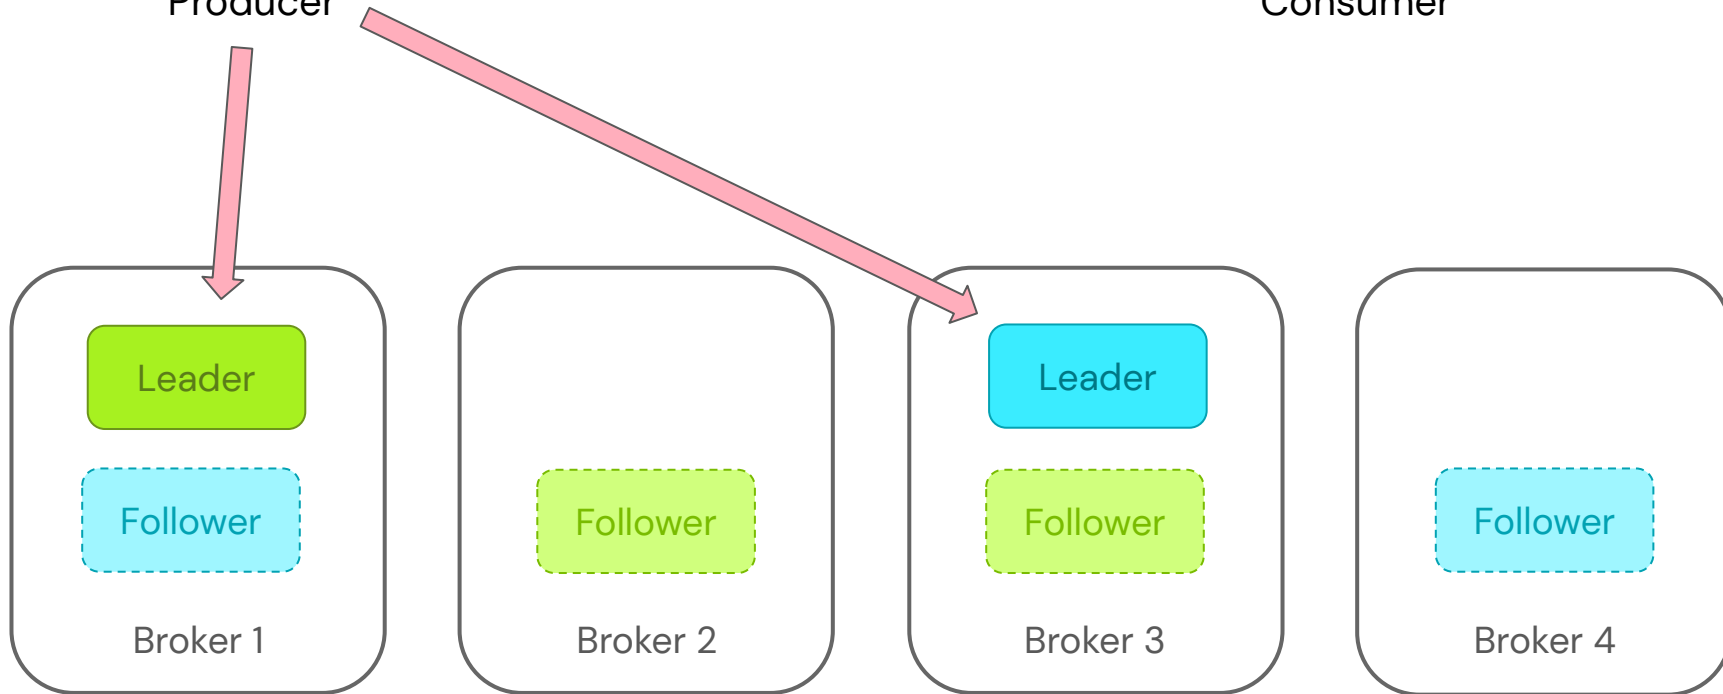 Producer
Consumer
Leader
Leader
Follower
Follower
Follower
Follower
Broker 1
Broker 2
Broker 3
Broker 4